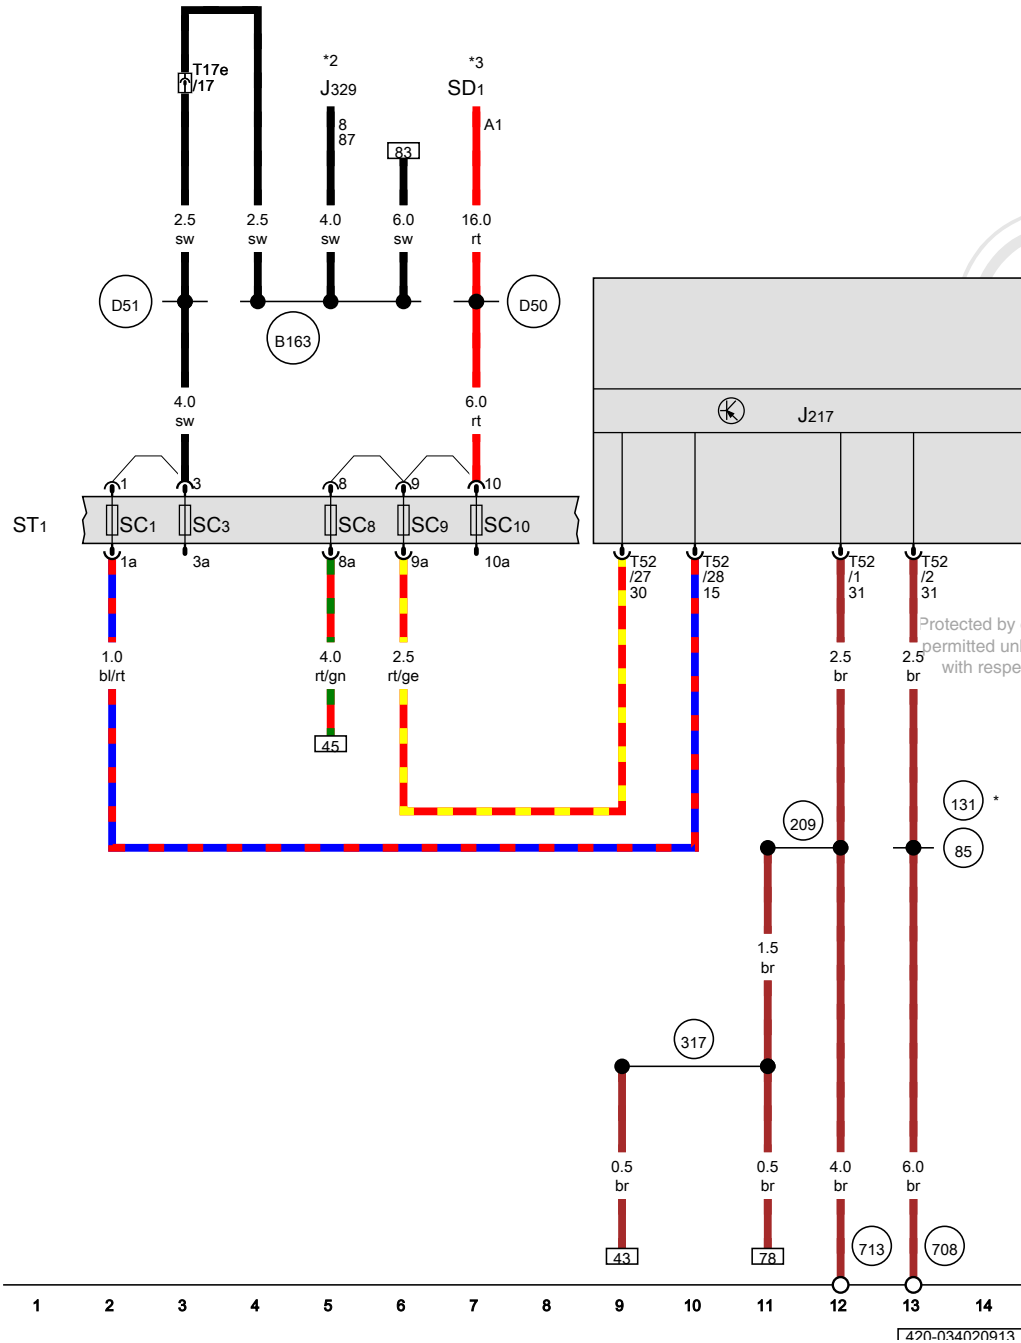 T17e
/17
*2
J329
8
87
83
*3
SD1
A1
2.5
sw
2.5
sw
4.0
sw
6.0
sw
16.0
rt
D51
B163
D50
4.0
sw
6.0
rt
J217
1
3
8
9
10
ST1
SC1
SC3
SC8
SC9
SC10
1a
3a
8a
9a
10a
T52
/27
30
T52
/28
15
T52
/1
31
T52
/2
31
Protected by
permitted unl
with respe
1.0
bl/rt
4.0
rt/gn
2.5
rt/ge
2.5
br
2.5
br
45
131 *
209
85
1.5
br
317
0.5
br
0.5
br
4.0
br
6.0
br
43
78
713
708
1 2 3 4 5 6 7 8 9 10 11 12 13 14
420-034020913